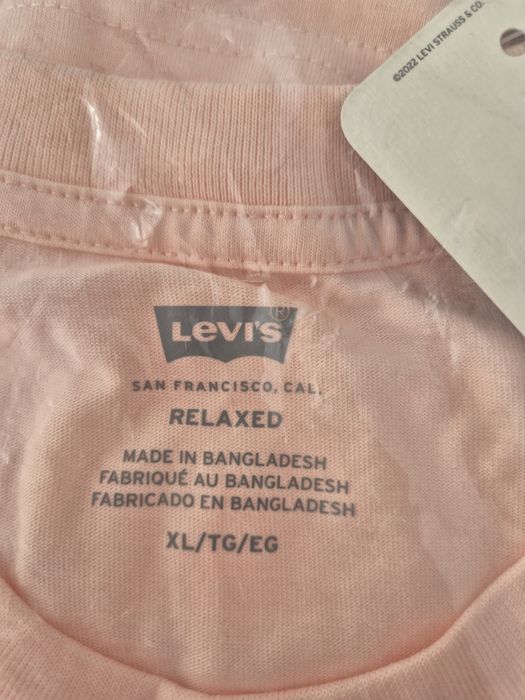 ©2022 LEVI STRAUSS & CO.
LEVI'S®
SAN FRANCISCO, CAL.
RELAXED
MADE IN BANGLADESH
FABRIQUÉ AU BANGLADESH
FABRICADO EN BANGLADESH
XL/TG/EG